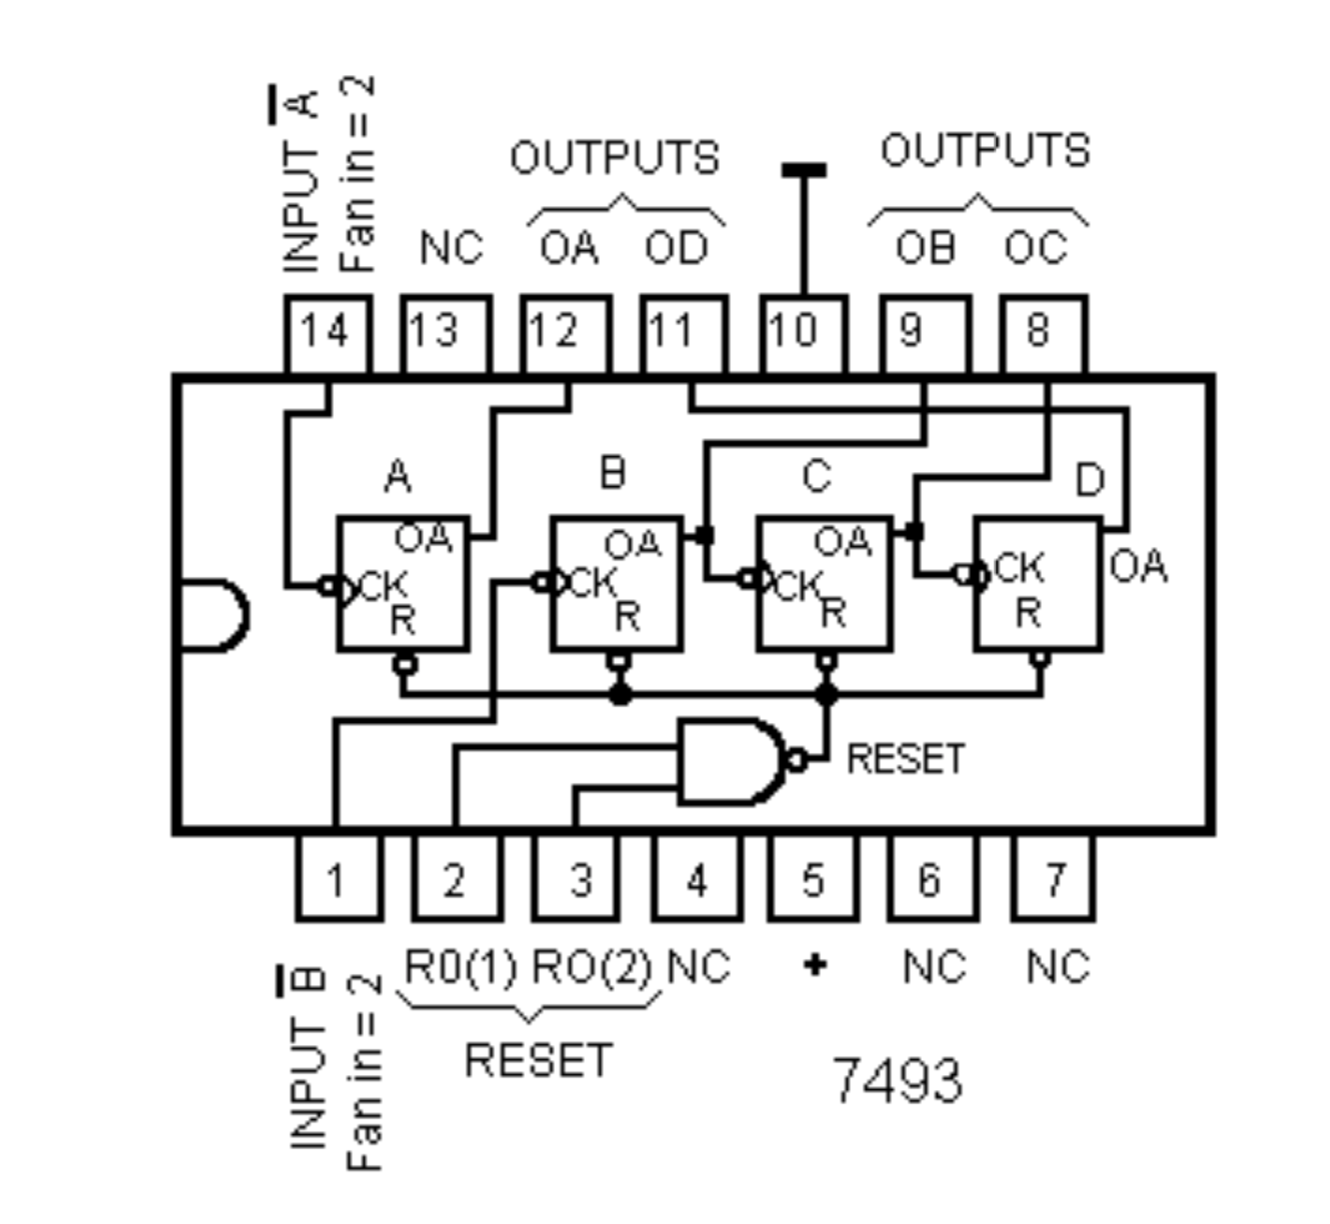 INPUT A
Fan in = 2
OUTPUTS
OUTPUTS
NC
OA
OD
OB
OC
14
13
12
11
10
9
8
A
B
C
D
OA
CK
R
OA
CK
R
OA
CK
R
CK
R
OA
RESET
1
2
3
4
5
6
7
R0(1)
RO(2)
NC
+
NC
NC
INPUT B
Fan in = 2
RESET
7493